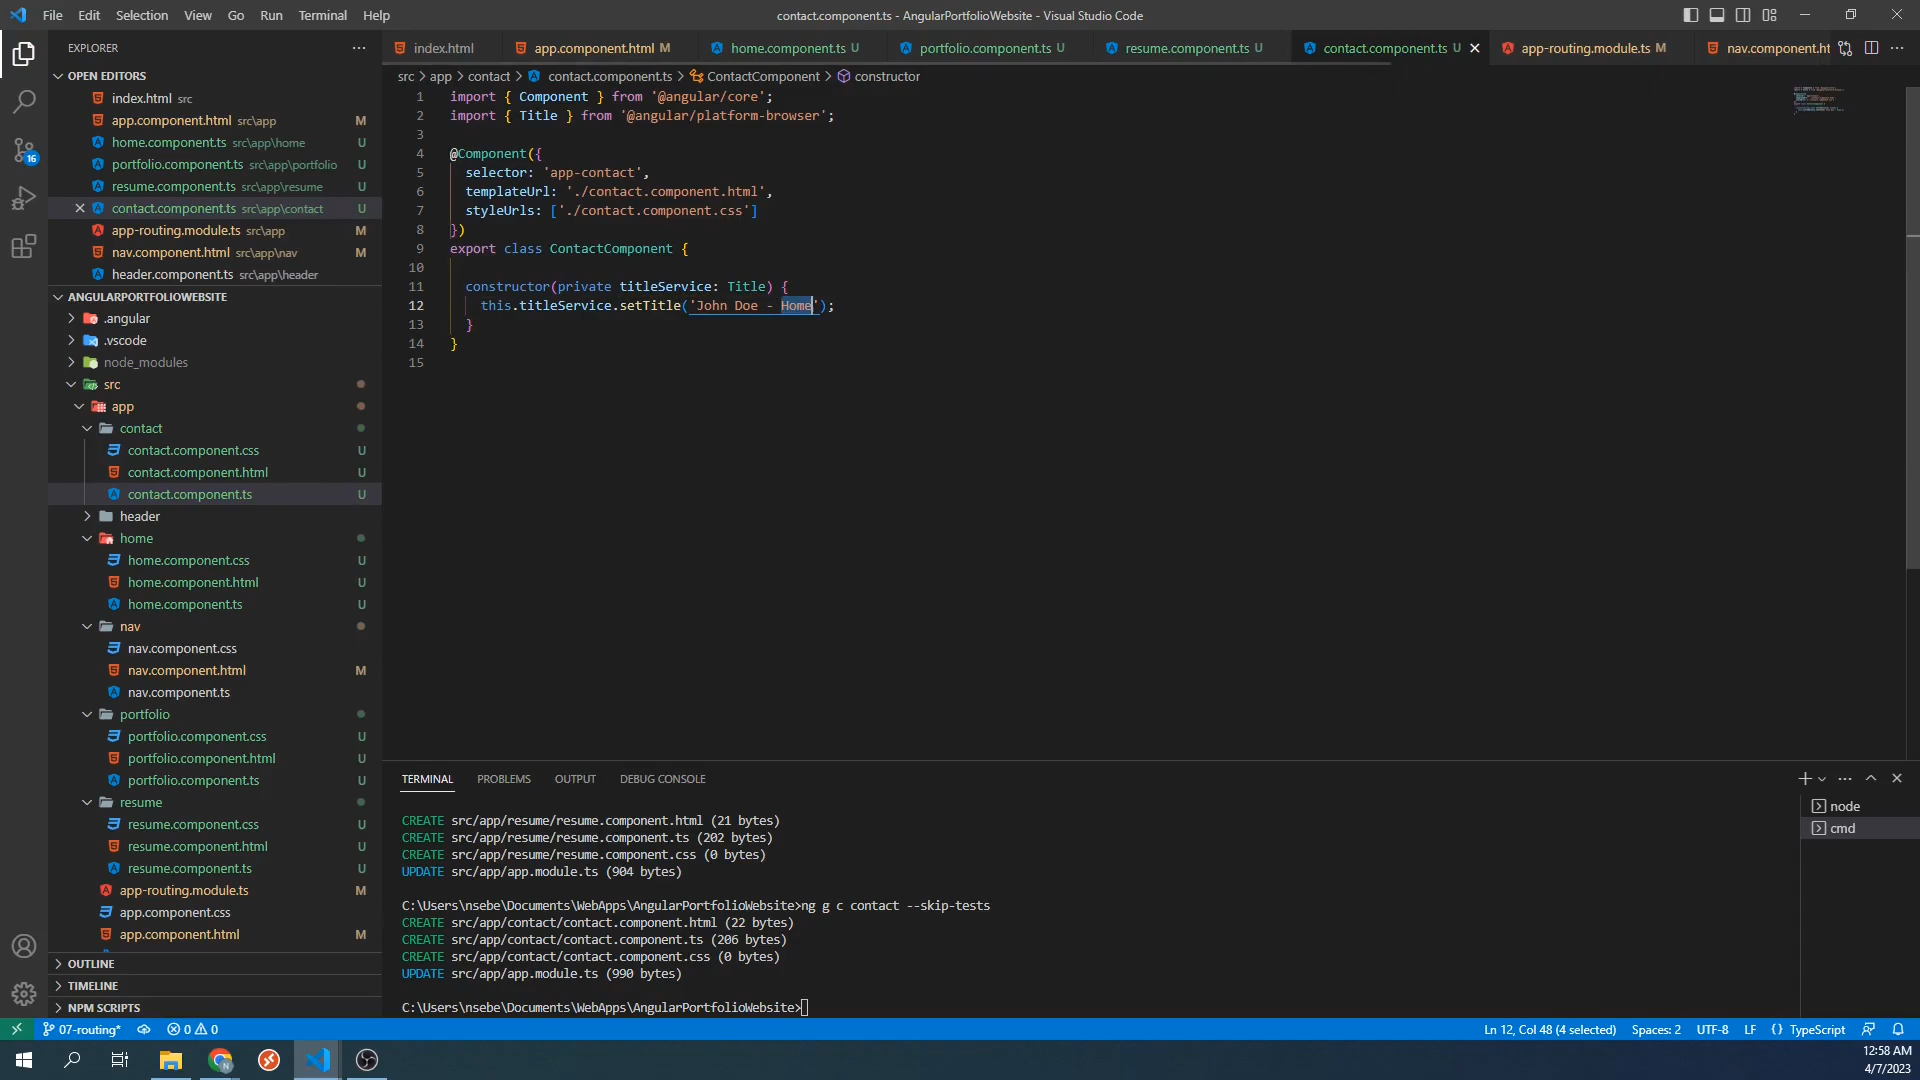 File Edit Selection View Go Run Terminal Help
contact.component.ts - AngularPortfolioWebsite - Visual Studio Code
EXPLORER
OPEN EDITORS
index.html src
app.component.html src\app M
home.component.ts src\app\home U
portfolio.component.ts src\app\portfolio U
resume.component.ts src\app\resume U
contact.component.ts src\app\contact U
app-routing.module.ts src\app M
nav.component.html src\app\nav M
header.component.ts src\app\header
ANGULARPORTFOLIOWEBSITE
.angular
.vscode
node_modules
src
app
contact
contact.component.css U
contact.component.html U
contact.component.ts U
header
home
home.component.css U
home.component.html U
home.component.ts U
nav
nav.component.css
nav.component.html M
nav.component.ts
portfolio
portfolio.component.css U
portfolio.component.html U
portfolio.component.ts U
resume
resume.component.css U
resume.component.html U
resume.component.ts U
app-routing.module.ts M
app.component.css
app.component.html M
OUTLINE
TIMELINE
NPM SCRIPTS
16
index.html app.component.html M home.component.ts U portfolio.component.ts U resume.component.ts U contact.component.ts U app-routing.module.ts M nav.component.ht
src > app > contact > contact.component.ts > ContactComponent > constructor
1 import { Component } from '@angular/core';
2 import { Title } from '@angular/platform-browser';
3
4 @Component({
5 selector: 'app-contact',
6 templateUrl: './contact.component.html',
7 styleUrls: ['./contact.component.css']
8 })
9 export class ContactComponent {
10
11 constructor(private titleService: Title) {
12 this.titleService.setTitle('John Doe - Home');
13 }
14 }
15
TERMINAL PROBLEMS OUTPUT DEBUG CONSOLE
CREATE src/app/resume/resume.component.html (21 bytes)
CREATE src/app/resume/resume.component.ts (202 bytes)
CREATE src/app/resume/resume.component.css (0 bytes)
UPDATE src/app/app.module.ts (904 bytes)
C:\Users\nsebe\Documents\WebApps\AngularPortfolioWebsite>ng g c contact --skip-tests
CREATE src/app/contact/contact.component.html (22 bytes)
CREATE src/app/contact/contact.component.ts (206 bytes)
CREATE src/app/contact/contact.component.css (0 bytes)
UPDATE src/app/app.module.ts (990 bytes)
C:\Users\nsebe\Documents\WebApps\AngularPortfolioWebsite>
node
cmd
07-routing* 0 0
Ln 12, Col 48 (4 selected) Spaces: 2 UTF-8 LF {} TypeScript
12:58 AM
4/7/2023